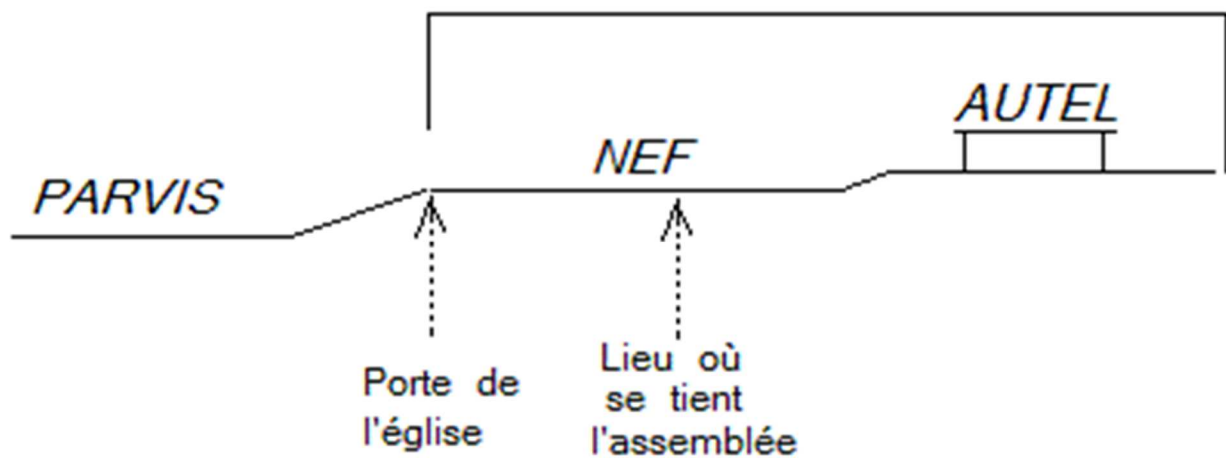 AUTEL
NEF
PARVIS
Porte de
l'église
Lieu où
se tient
l'assemblée